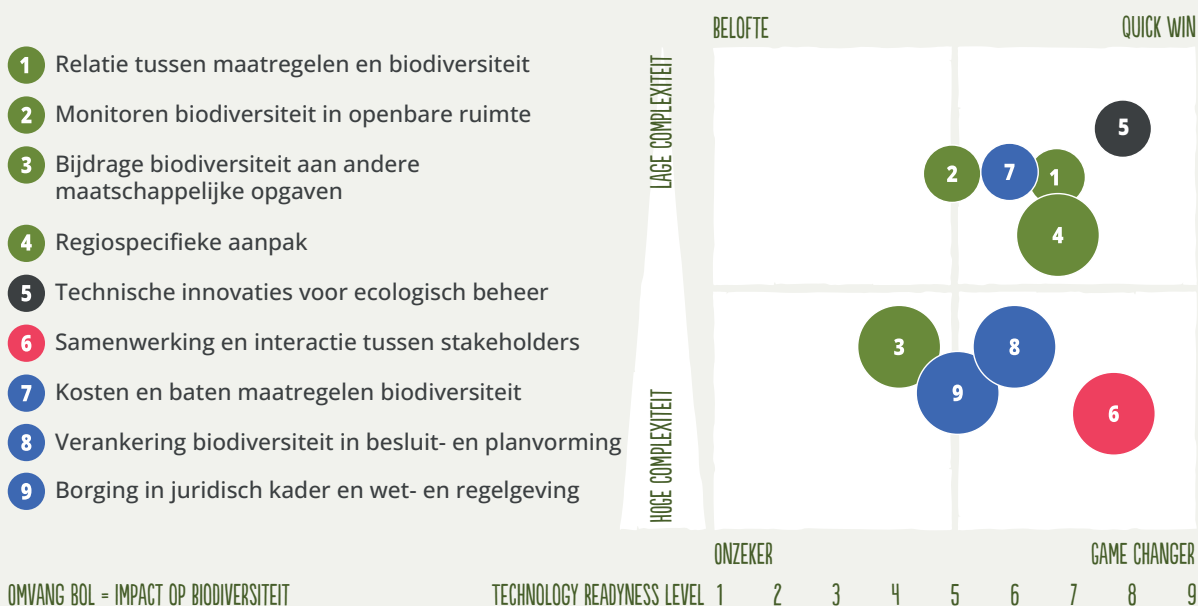 1 Relatie tussen maatregelen en biodiversiteit
2 Monitoren biodiversiteit in openbare ruimte
3 Bijdrage biodiversiteit aan andere
maatschappelijke opgaven
4 Regiospecifieke aanpak
5 Technische innovaties voor ecologisch beheer
6 Samenwerking en interactie tussen stakeholders
7 Kosten en baten maatregelen biodiversiteit
8 Verankering biodiversiteit in besluit- en planvorming
9 Borging in juridisch kader en wet- en regelgeving
OMVANG BOL = IMPACT OP BIODIVERSITEIT
LAGE COMPLEXITEIT
HOGE COMPLEXITEIT
BELOFTE
QUICK WIN
5
2
7
1
4
3
8
9
6
ONZEKER
GAME CHANGER
TECHNOLOGY READYNESS LEVEL 1 2 3 4 5 6 7 8 9